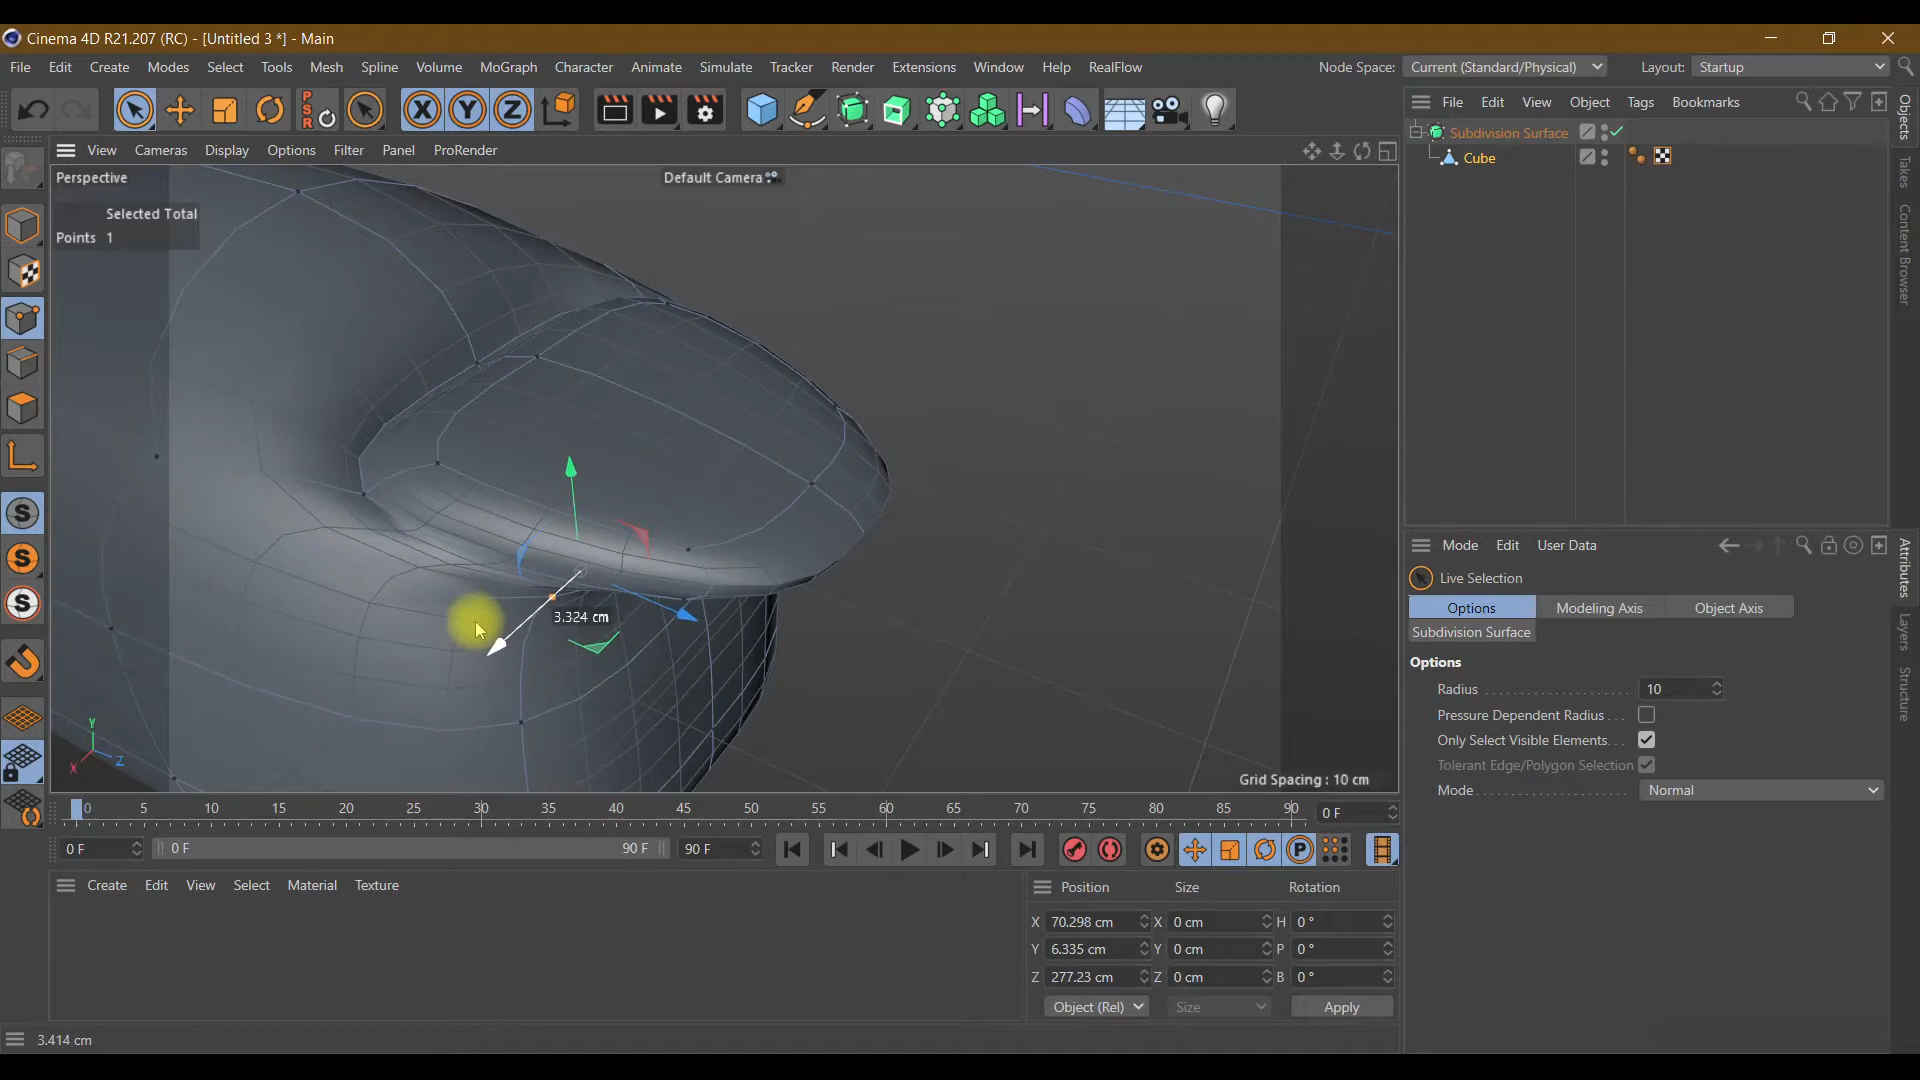 Cinema 4D R21.207 (RC) - [Untitled 3 *] - Main
File Edit Create Modes Select Tools Mesh Spline Volume MoGraph Character Animate Simulate Tracker Render Extensions Window Help RealFlow Node Space: Current (Standard/Physical) Layout: Startup
PSR X Y Z
File Edit View Object Tags Bookmarks
Subdivision Surface
Cube
View Cameras Display Options Filter Panel ProRender
Perspective
Default Camera
Selected Total
Points 1
3.324 cm
Y
X Z
Grid Spacing : 10 cm
S
S
S
Objects
Takes
Content Browser
Attributes
Layers
Structure
Mode Edit User Data
Live Selection
Options Modeling Axis Object Axis
Subdivision Surface
Options
Radius 10
Pressure Dependent Radius
Only Select Visible Elements
Tolerant Edge/Polygon Selection
Mode Normal
0 5 10 15 20 25 30 35 40 45 50 55 60 65 70 75 80 85 90 0 F
0 F 0 F 90 F 90 F P
Create Edit View Select Material Texture
Position Size Rotation
X 70.298 cm X 0 cm H 0 °
Y 6.335 cm Y 0 cm P 0 °
Z 277.23 cm Z 0 cm B 0 °
Object (Rel) Size Apply
3.414 cm